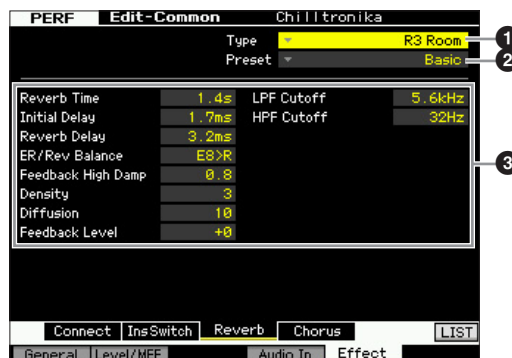 PERF Edit-Common Chilltronika
Type R3 Room 1
Preset Basic 2
Reverb Time 1.4s LPF Cutoff 5.6kHz
Initial Delay 1.7ms HPF Cutoff 32Hz
Reverb Delay 3.2ms
ER/Rev Balance E8>R
3
Feedback High Damp 0.8
Density 3
Diffusion 10
Feedback Level +0
Connect InsSwitch Reverb Chorus LIST
General Level/MEF Audio In Effect